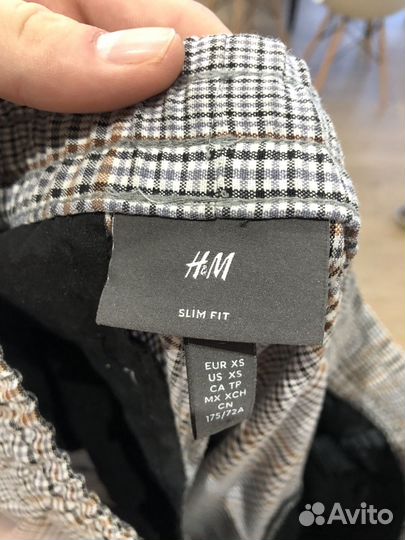 H&M
SLIM FIT
EUR XS
US XS
CA TP
MX XCH
CN
175/72A
Avito